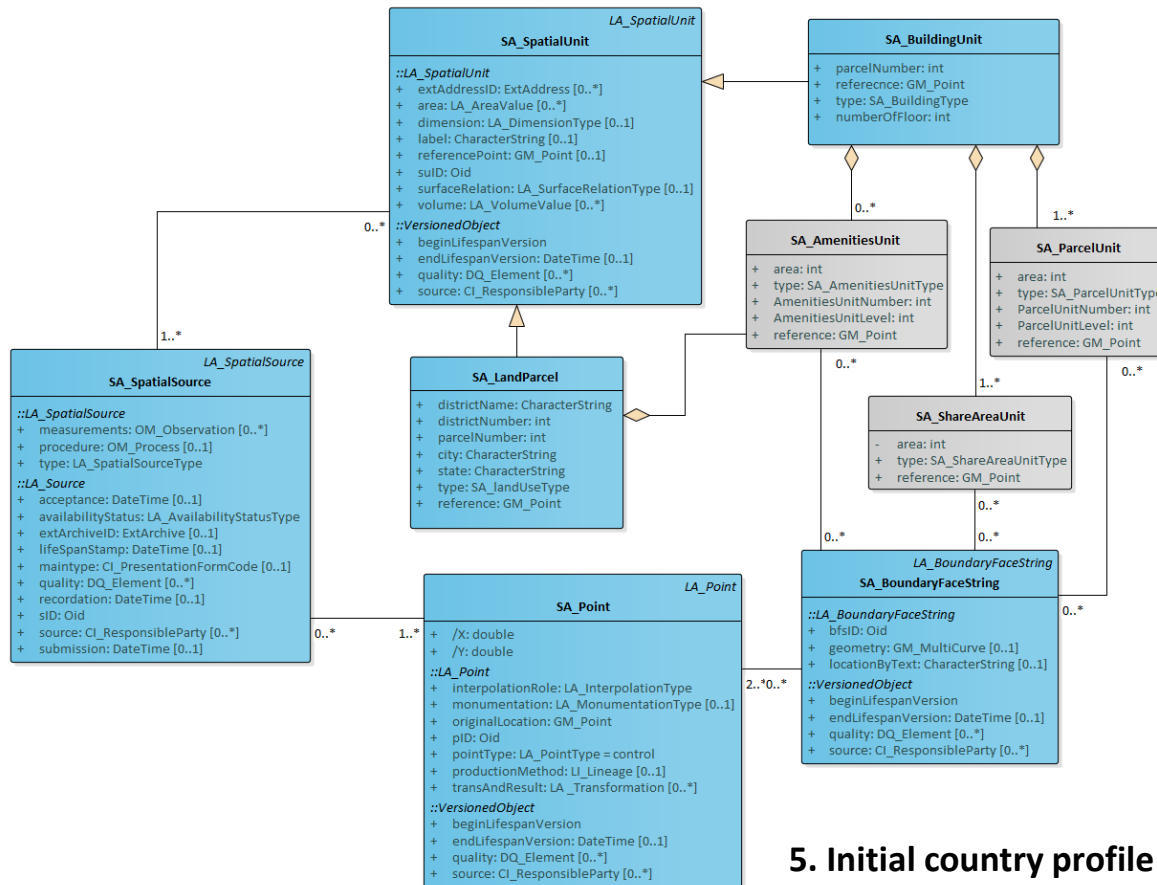 LA_SpatialUnit
SA_SpatialUnit
::LA_SpatialUnit
+ extAddressID: ExtAddress [0..*]
+ area: LA_AreaValue [0..*]
+ dimension: LA_DimensionType [0..1]
+ label: CharacterString [0..1]
+ referencePoint: GM_Point [0..1]
+ suID: Oid
+ surfaceRelation: LA_SurfaceRelationType [0..1]
+ volume: LA_VolumeValue [0..*]
::VersionedObject
+ beginLifespanVersion
+ endLifespanVersion: DateTime [0..1]
+ quality: DQ_Element [0..*]
+ source: CI_ResponsibleParty [0..*]
SA_BuildingUnit
+ parcelNumber: int
+ referecnce: GM_Point
+ type: SA_BuildingType
+ numberOfFloor: int
0..*
0..*
1..*
SA_AmenitiesUnit
+ area: int
+ type: SA_AmenitiesUnitType
+ AmenitiesUnitNumber: int
+ AmenitiesUnitLevel: int
+ reference: GM_Point
SA_ParcelUnit
+ area: int
+ type: SA_ParcelUnitType
+ ParcelUnitNumber: int
+ ParcelUnitLevel: int
+ reference: GM_Point
1..*
0..*
0..*
LA_SpatialSource
SA_SpatialSource
::LA_SpatialSource
+ measurements: OM_Observation [0..*]
+ procedure: OM_Process [0..1]
+ type: LA_SpatialSourceType
::LA_Source
+ acceptance: DateTime [0..1]
+ availabilityStatus: LA_AvailabilityStatusType
+ extArchiveID: ExtArchive [0..1]
+ lifeSpanStamp: DateTime [0..1]
+ maintype: CI_PresentationFormCode [0..1]
+ quality: DQ_Element [0..*]
+ recordation: DateTime [0..1]
+ sID: Oid
+ source: CI_ResponsibleParty [0..*]
+ submission: DateTime [0..1]
SA_LandParcel
+ districtName: CharacterString
+ districtNumber: int
+ parcelNumber: int
+ city: CharacterString
+ state: CharacterString
+ type: SA_landUseType
+ reference: GM_Point
1..*
SA_ShareAreaUnit
- area: int
+ type: SA_ShareAreaUnitType
+ reference: GM_Point
0..*
0..*
0..*
LA_BoundaryFaceString
SA_BoundaryFaceString
::LA_BoundaryFaceString
+ bfsID: Oid
+ geometry: GM_MultiCurve [0..1]
+ locationByText: CharacterString [0..1]
::VersionedObject
+ beginLifespanVersion
+ endLifespanVersion: DateTime [0..1]
+ quality: DQ_Element [0..*]
+ source: CI_ResponsibleParty [0..*]
0..*
0..*
1..*
2..*0..*
LA_Point
SA_Point
+ /X: double
+ /Y: double
::LA_Point
+ interpolationRole: LA_InterpolationType
+ monumentation: LA_MonumentationType [0..1]
+ originalLocation: GM_Point
+ pID: Oid
+ pointType: LA_PointType = control
+ productionMethod: LI_Lineage [0..1]
+ transAndResult: LA _Transformation [0..*]
::VersionedObject
+ beginLifespanVersion
+ endLifespanVersion: DateTime [0..1]
+ quality: DQ_Element [0..*]
+ source: CI_ResponsibleParty [0..*]
5. Initial country profile